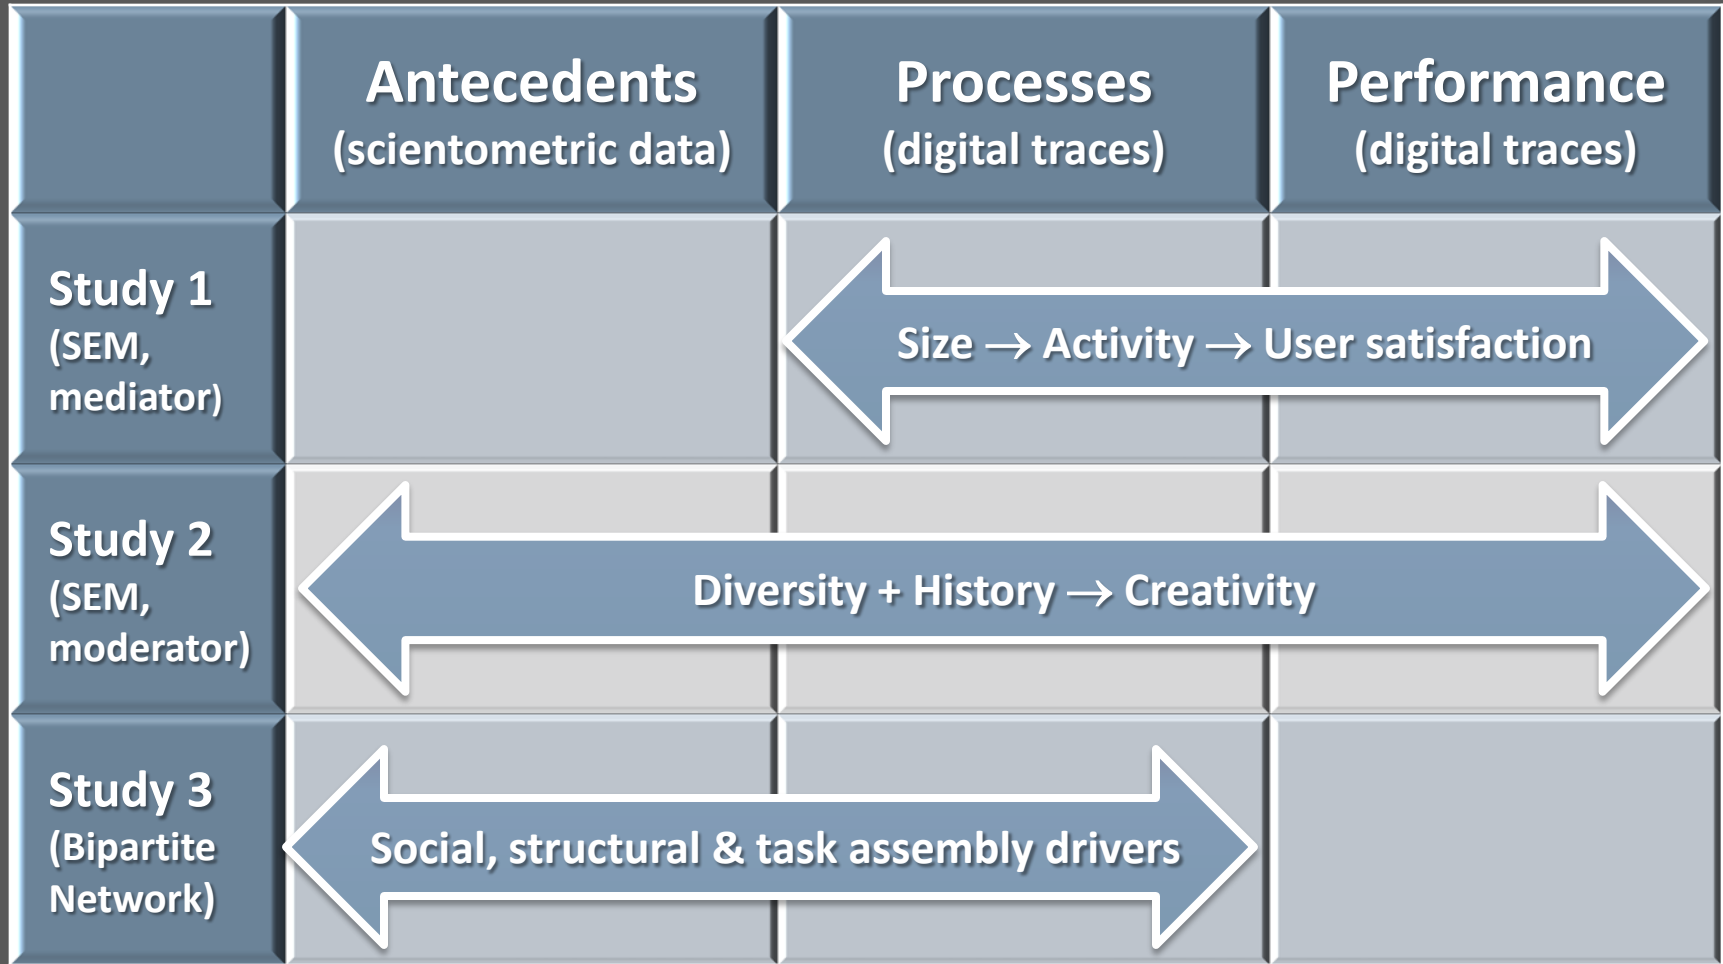 Antecedents
(scientometric data)
Processes
(digital traces)
Performance
(digital traces)
Study 1
(SEM,
mediator)
Size → Activity → User satisfaction
Study 2
(SEM,
moderator)
Diversity + History → Creativity
Study 3
(Bipartite
Network)
Social, structural & task assembly drivers